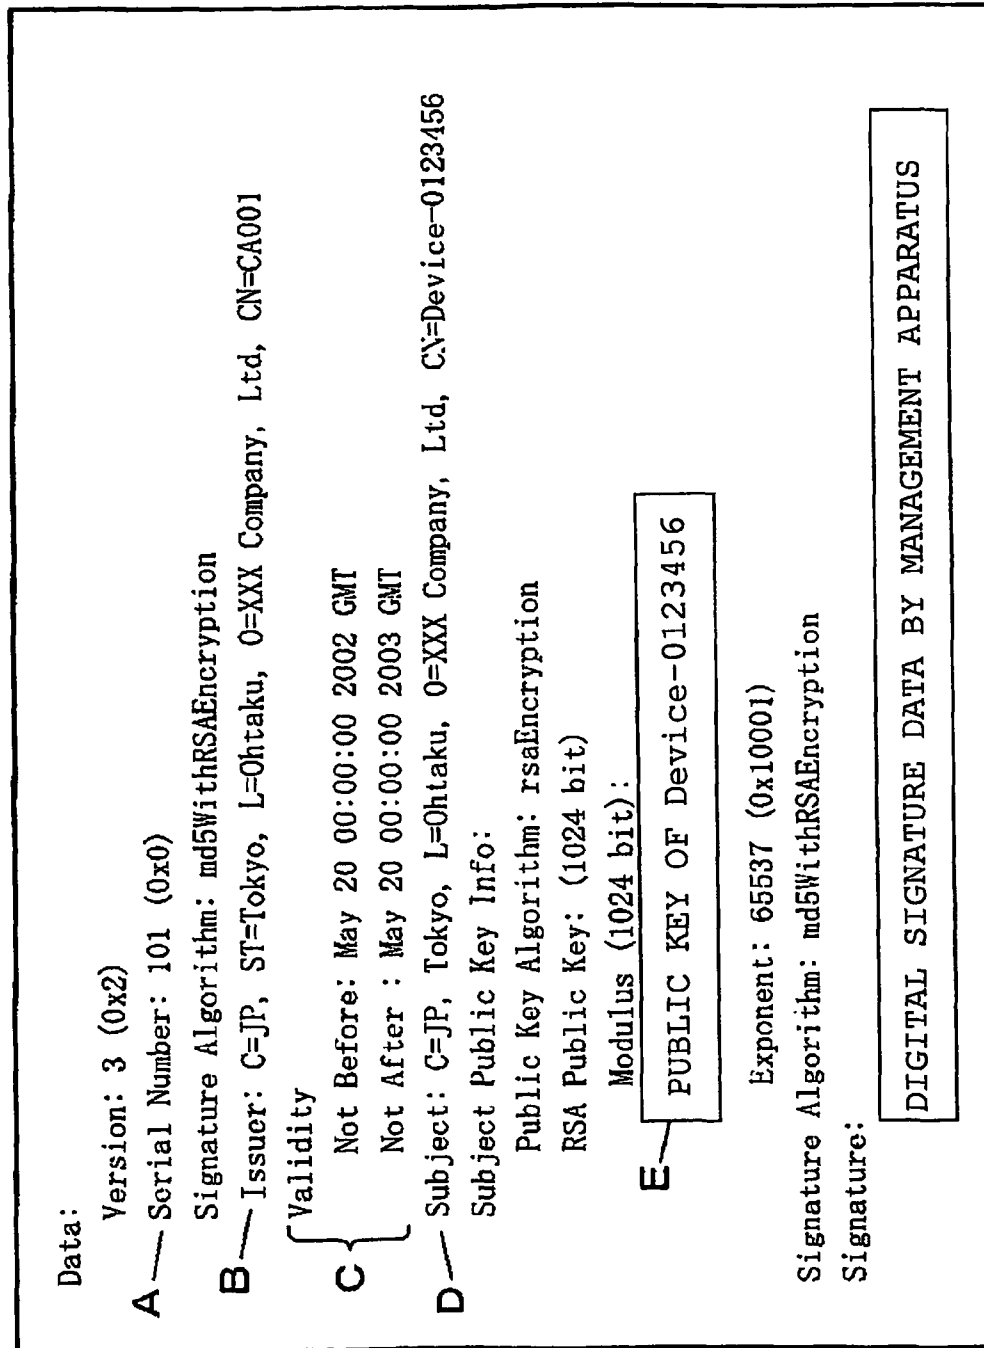 Data:
Version: 3 (0x2)
A Serial Number: 101 (0x0)
Signature Algorithm: md5WithRSAEncryption
B Issuer: C=JP, ST=Tokyo, L=Ohtaku, O=XXX Company, Ltd, CN=CA001
Validity
C Not Before: May 20 00:00:00 2002 GMT
Not After : May 20 00:00:00 2003 GMT
D Subject: C=JP, Tokyo, L=Ohtaku, O=XXX Company, Ltd, CN=Device-0123456
Subject Public Key Info:
Public Key Algorithm: rsaEncryption
RSA Public Key: (1024 bit)
Modulus (1024 bit):
E PUBLIC KEY OF Device-0123456
Exponent: 65537 (0x10001)
Signature Algorithm: md5WithRSAEncryption
Signature:
DIGITAL SIGNATURE DATA BY MANAGEMENT APPARATUS